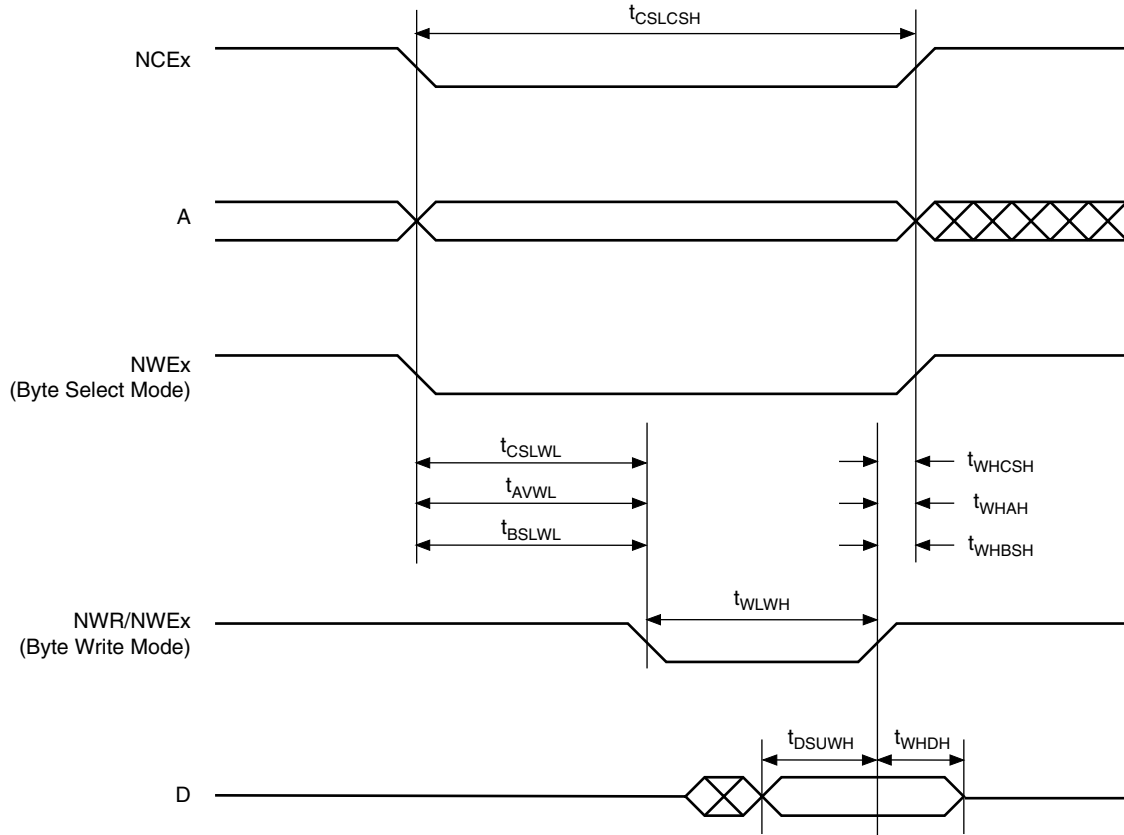 tCSLCSH
NCEx
A
NWEx
(Byte Select Mode)
tCSLWL
tWHCSH
tAVWL
tWHAH
tBSLWL
tWHBSH
tWLWH
NWR/NWEx
(Byte Write Mode)
tDSUWH
tWHDH
D